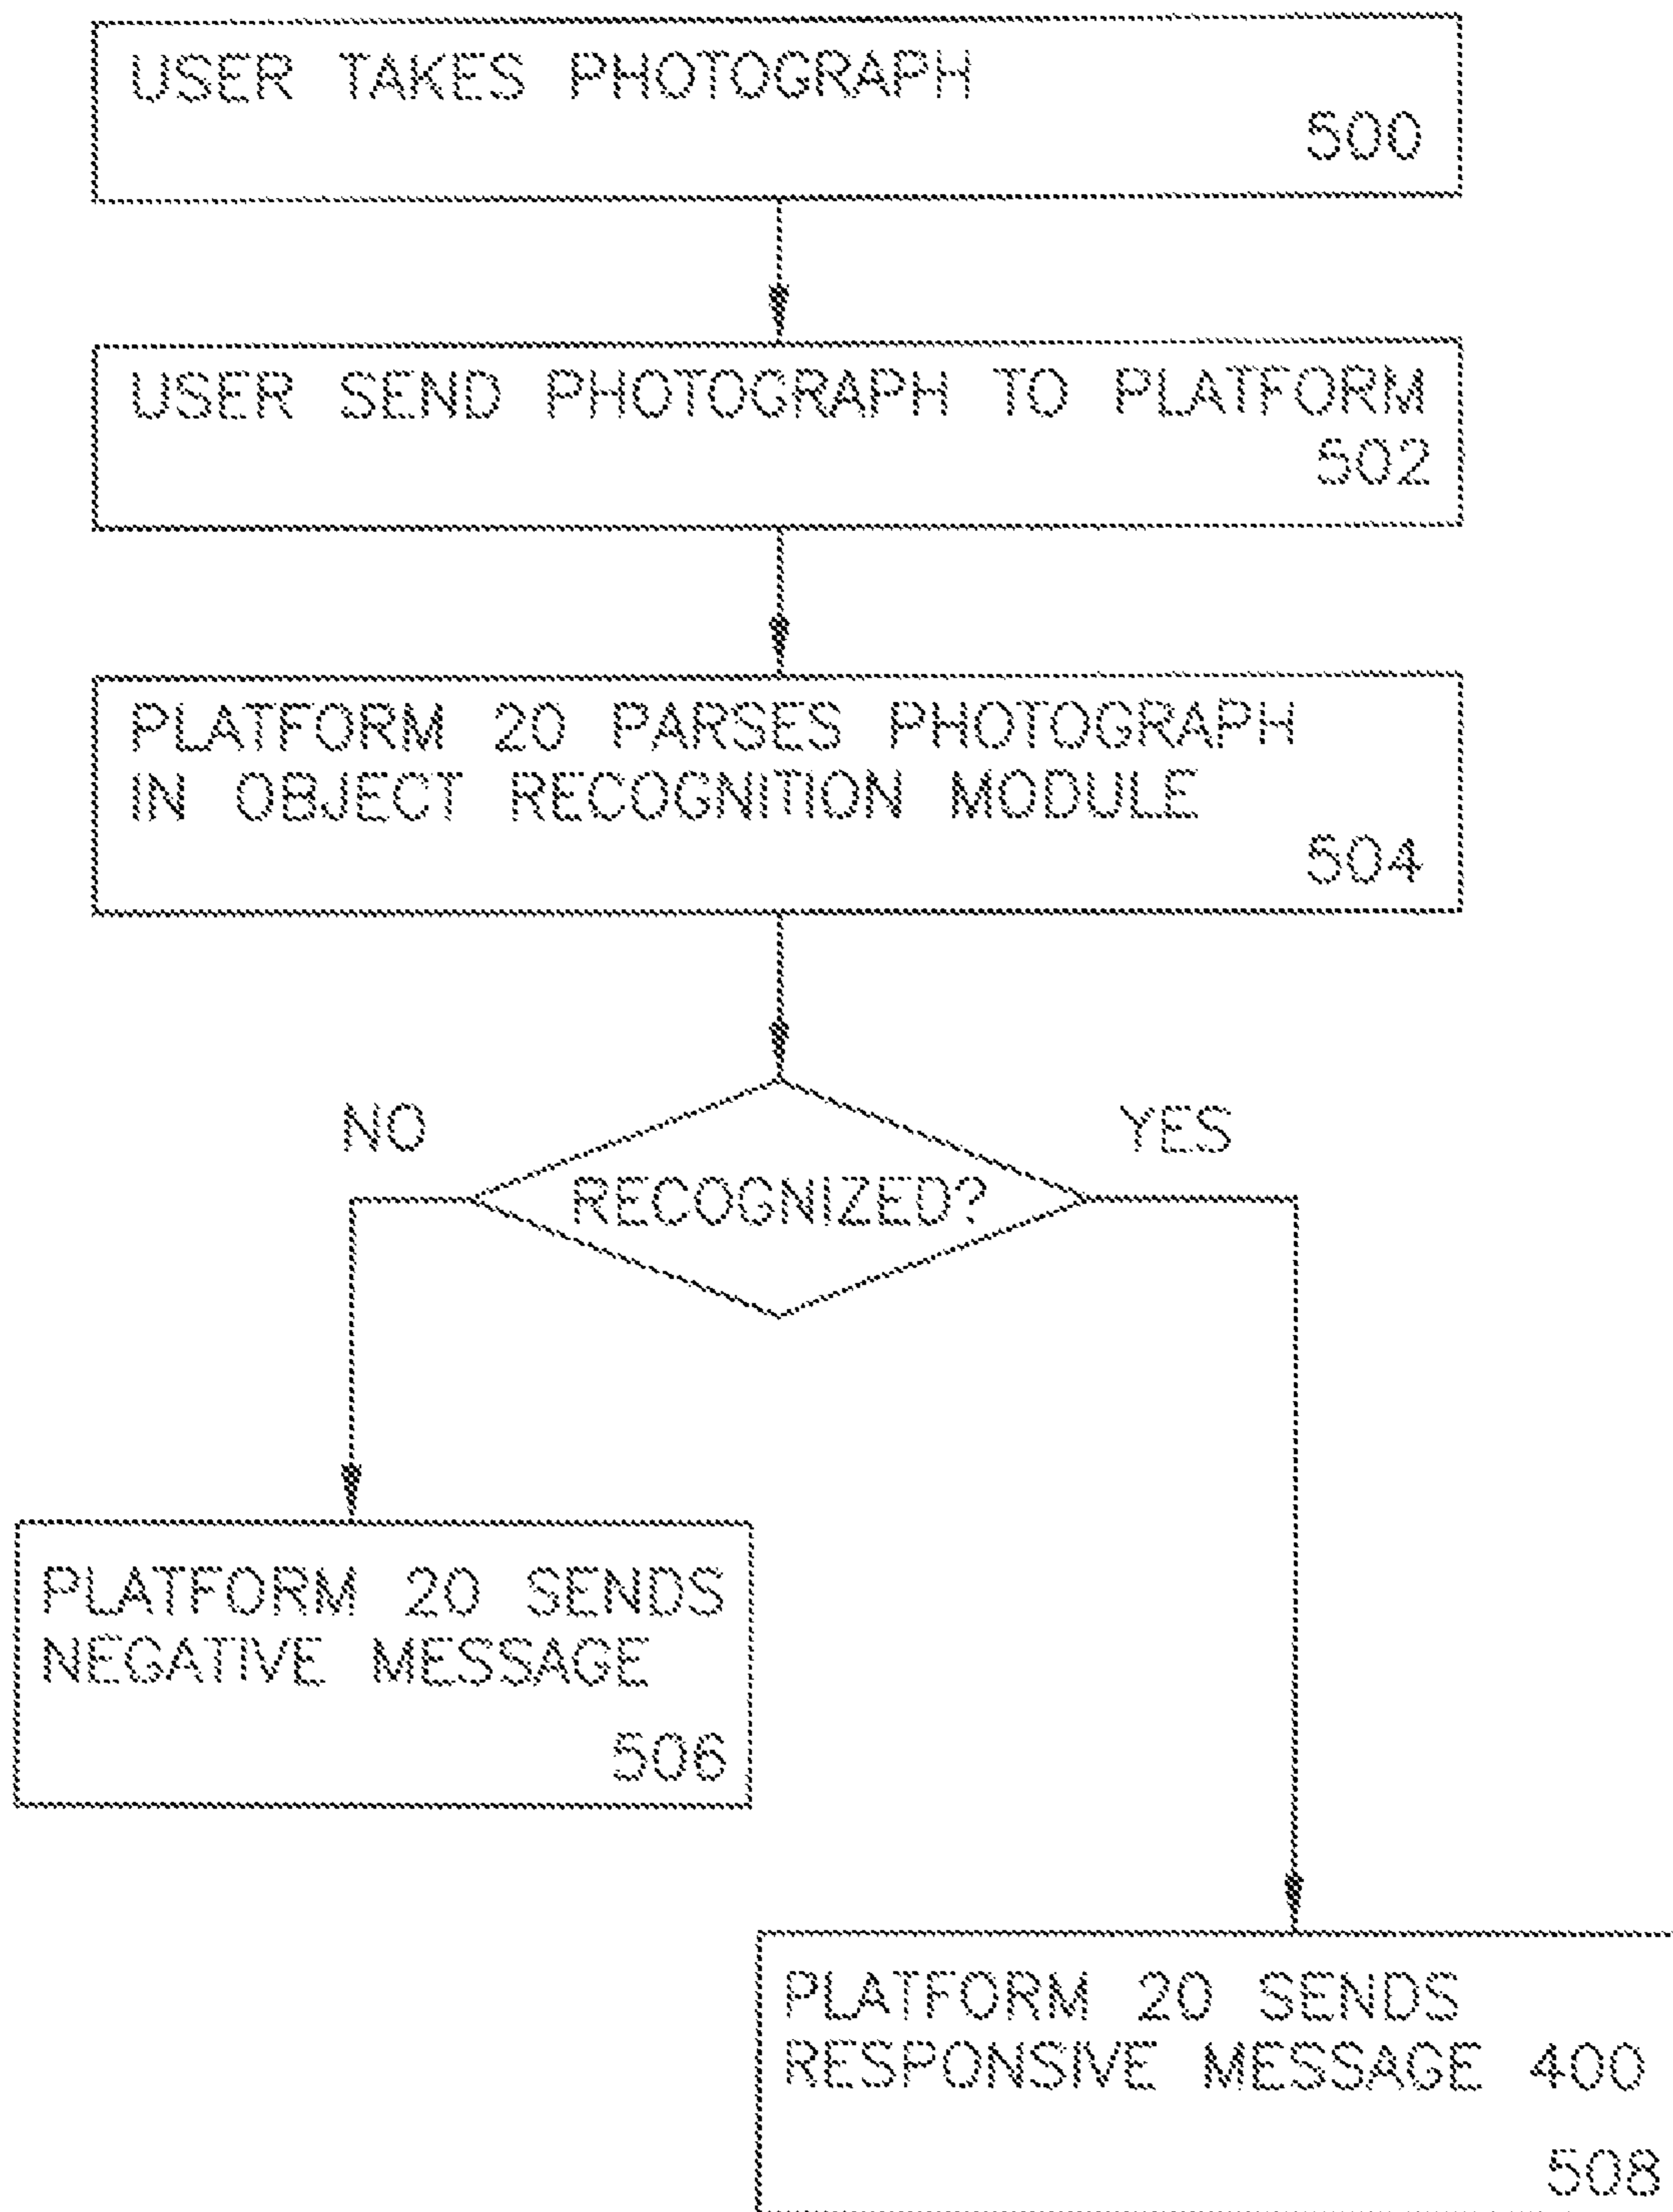 USER TAKES PHOTOGRAPH
500
USER SEND PHOTOGRAPH TO PLATFORM
502
PLATFORM 20 PARSES PHOTOGRAPH
IN OBJECT RECOGNITION MODULE
504
NO
YES
RECOGNIZED?
PLATFORM 20 SENDS
NEGATIVE MESSAGE
506
PLATFORM 20 SENDS
RESPONSIVE MESSAGE 400
508